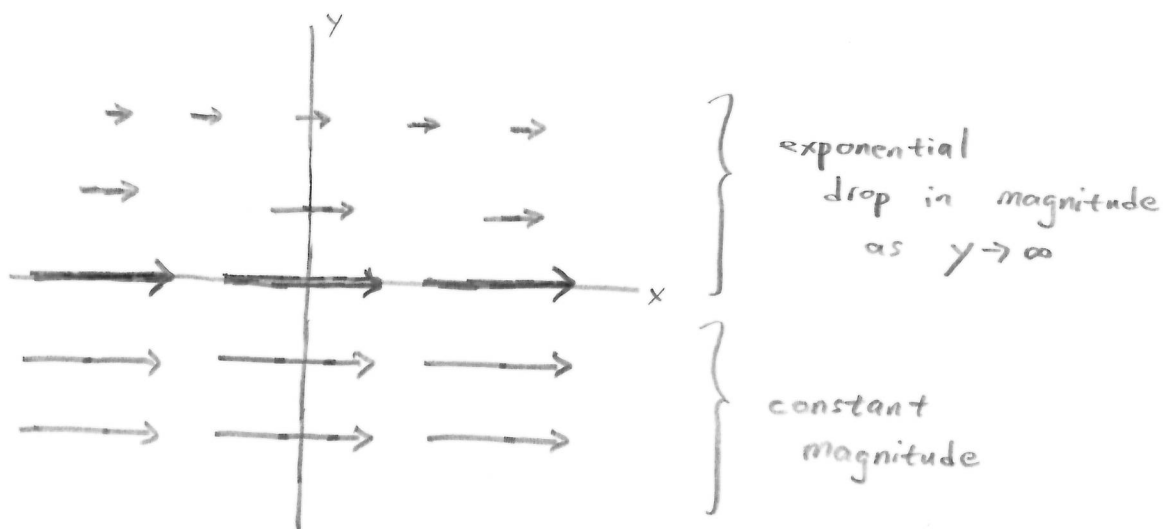 y
exponential
drop in magnitude
as y→∞
x
constant
magnitude